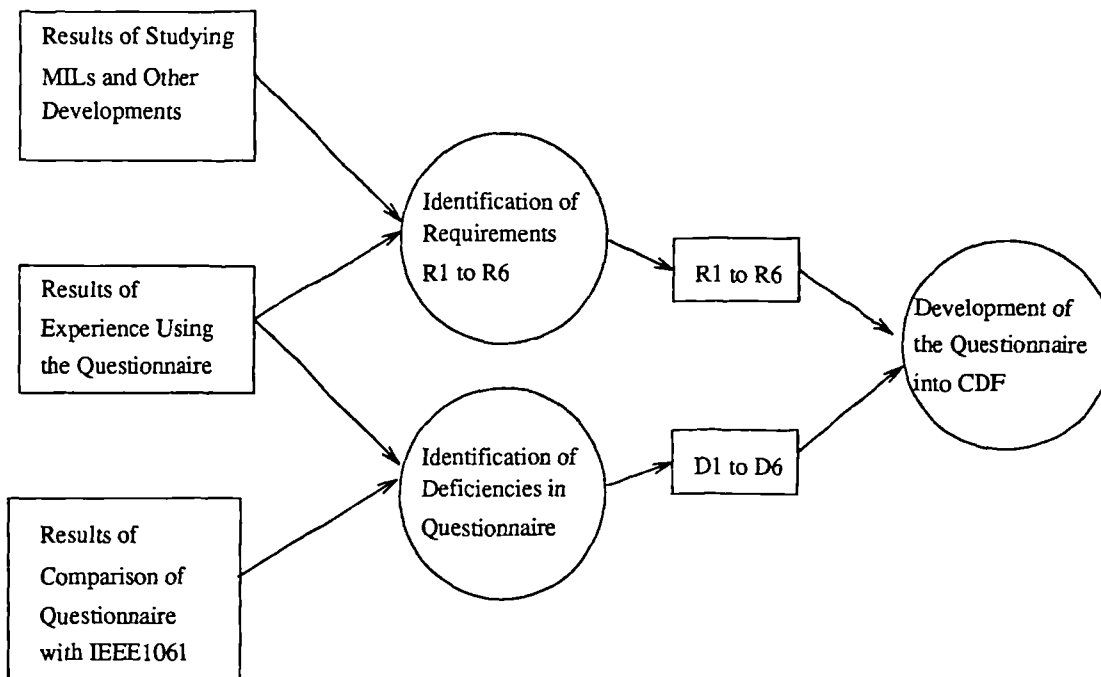 Results of Studying
MILs and Other
Developments
Identification of
Requirements
R1 to R6
R1 to R6
Results of
Experience Using
the Questionnaire
Development of
the Questionnaire
into CDF
Identification of
Deficiencies in
Questionnaire
D1 to D6
Results of
Comparison of
Questionnaire
with IEEE1061